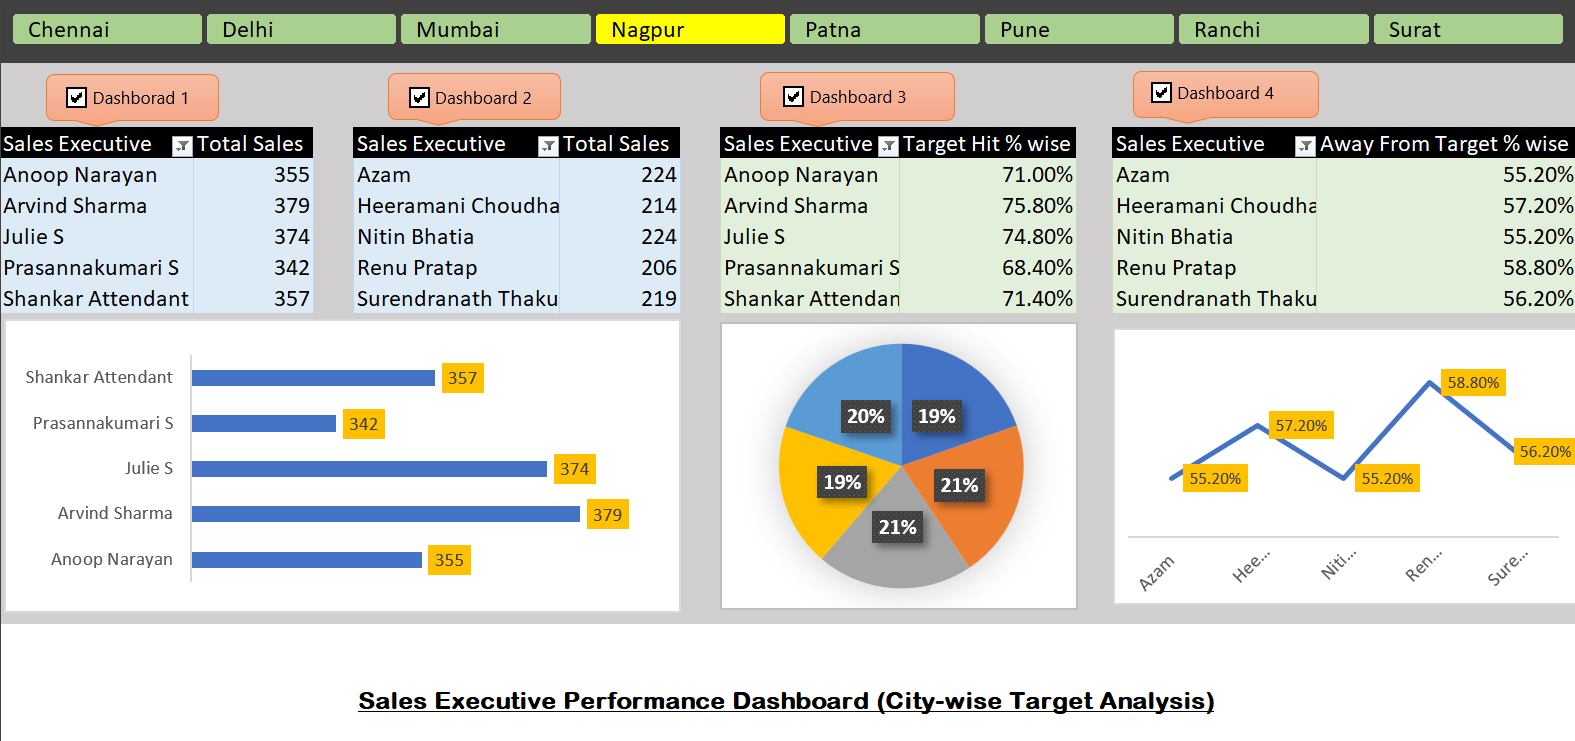 Chennai Delhi Mumbai Nagpur Patna Pune Ranchi Surat
Dashborad 1 Dashboard 2 Dashboard 3 Dashboard 4
Sales Executive Total Sales
Anoop Narayan 355
Arvind Sharma 379
Julie S 374
Prasannakumari S 342
Shankar Attendant 357
Sales Executive Total Sales
Azam 224
Heeramani Choudha 214
Nitin Bhatia 224
Renu Pratap 206
Surendranath Thaku 219
Sales Executive Target Hit % wise
Anoop Narayan 71.00%
Arvind Sharma 75.80%
Julie S 74.80%
Prasannakumari S 68.40%
Shankar Attendan 71.40%
Sales Executive Away From Target % wise
Azam 55.20%
Heeramani Choudha 57.20%
Nitin Bhatia 55.20%
Renu Pratap 58.80%
Surendranath Thaku 56.20%
Shankar Attendant 357
Prasannakumari S 342
Julie S 374
Arvind Sharma 379
Anoop Narayan 355
20% 19%
19% 21%
21%
58.80%
57.20%
56.20%
55.20% 55.20%
Azam Hee... Niti... Ren... Sure...
Sales Executive Performance Dashboard (City-wise Target Analysis)